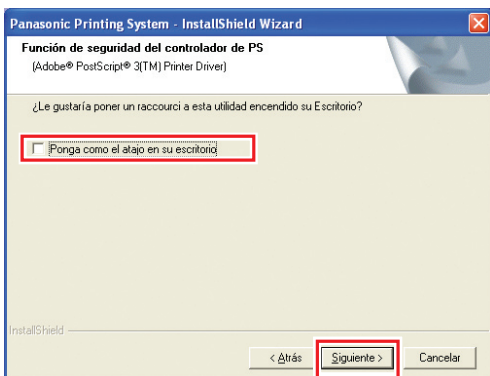 Panasonic Printing System - InstallShield Wizard
Función de seguridad del controlador de PS
(Adobe® PostScript® 3(TM) Printer Driver)
¿Le gustaría poner un raccourci a esta utilidad encendido su Escritorio?
Ponga como el atajo en su escritorio
InstallShield
< Atrás
Siguiente >
Cancelar